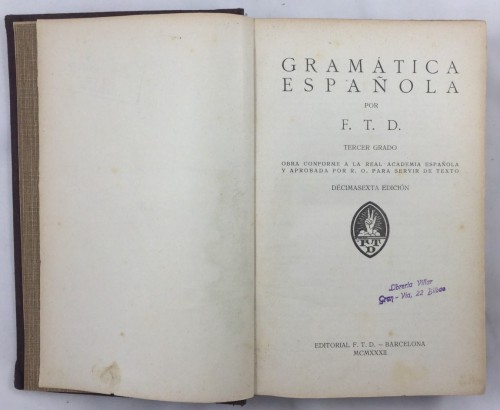 GRAMÁTICA
ESPAÑOLA
POR
F. T. D.
TERCER GRADO
OBRA CONFORME A LA REAL ACADEMIA ESPAÑOLA
Y APROBADA POR R. O. PARA SERVIR DE TEXTO
DECIMASEXTA EDICIÓN
F.T.D
Librería Villar
Gran - Vía, 22 Bilbao
EDITORIAL F. T. D. — BARCELONA
MCMXXXII